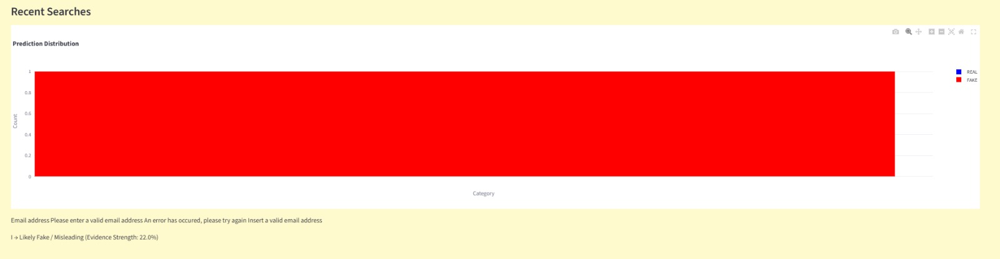 Recent Searches
Prediction Distribution
1
0.8
0.6
0.4
0.2
0
Count
Category
REAL
FAKE
Email address Please enter a valid email address An error has occured, please try again Insert a valid email address
I → Likely Fake / Misleading (Evidence Strength: 22.0%)